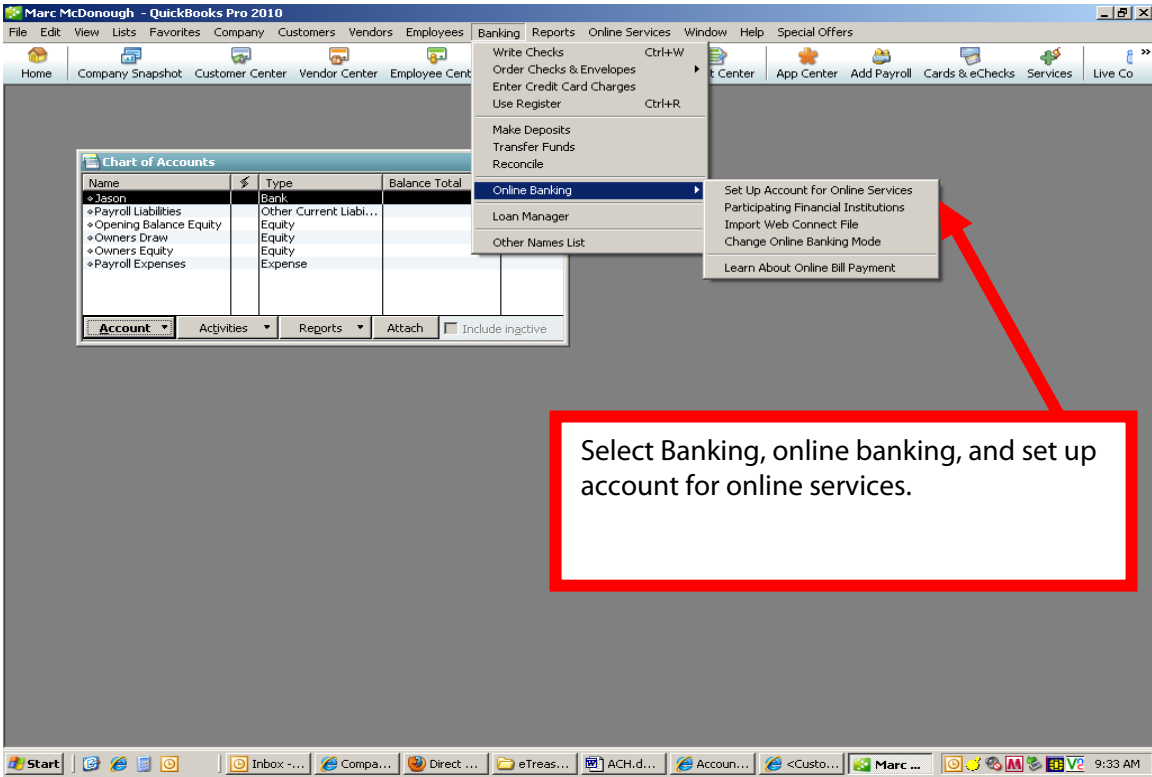 Marc McDonough - QuickBooks Pro 2010
File Edit View Lists Favorites Company Customers Vendors Employees Banking Reports Online Services Window Help Special Offers
Home Company Snapshot Customer Center Vendor Center Employee Cent t Center App Center Add Payroll Cards & eChecks Services Live Co »
Write Checks Ctrl+W
Order Checks & Envelopes
Enter Credit Card Charges
Use Register Ctrl+R
Make Deposits
Transfer Funds
Reconcile
Online Banking
Loan Manager
Other Names List
Set Up Account for Online Services
Participating Financial Institutions
Import Web Connect File
Change Online Banking Mode
Learn About Online Bill Payment
Chart of Accounts
Name Type Balance Total
Jason Bank
Payroll Liabilities Other Current Liabi...
Opening Balance Equity Equity
Owners Draw Equity
Owners Equity Equity
Payroll Expenses Expense
Account Activities Reports Attach Include inactive
Select Banking, online banking, and set up
account for online services.
Start Inbox -... Compa... Direct ... eTreas... ACH.d... Accoun... <Custo... Marc ... 9:33 AM